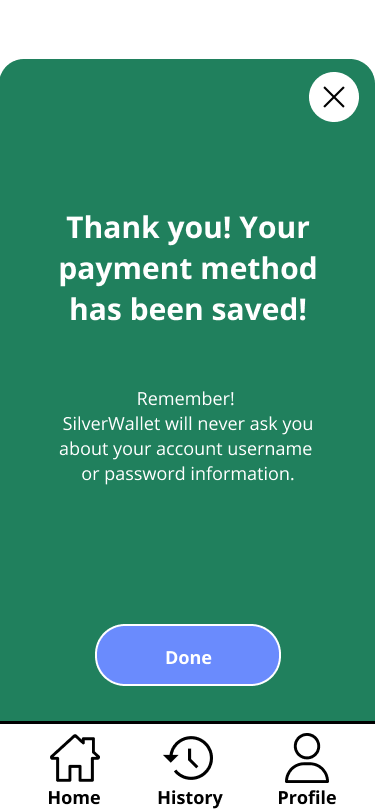 Thank you! Your
payment method
has been saved!
Remember!
SilverWallet will never ask you
about your account username
or password information.
Done
Home
History
Profile